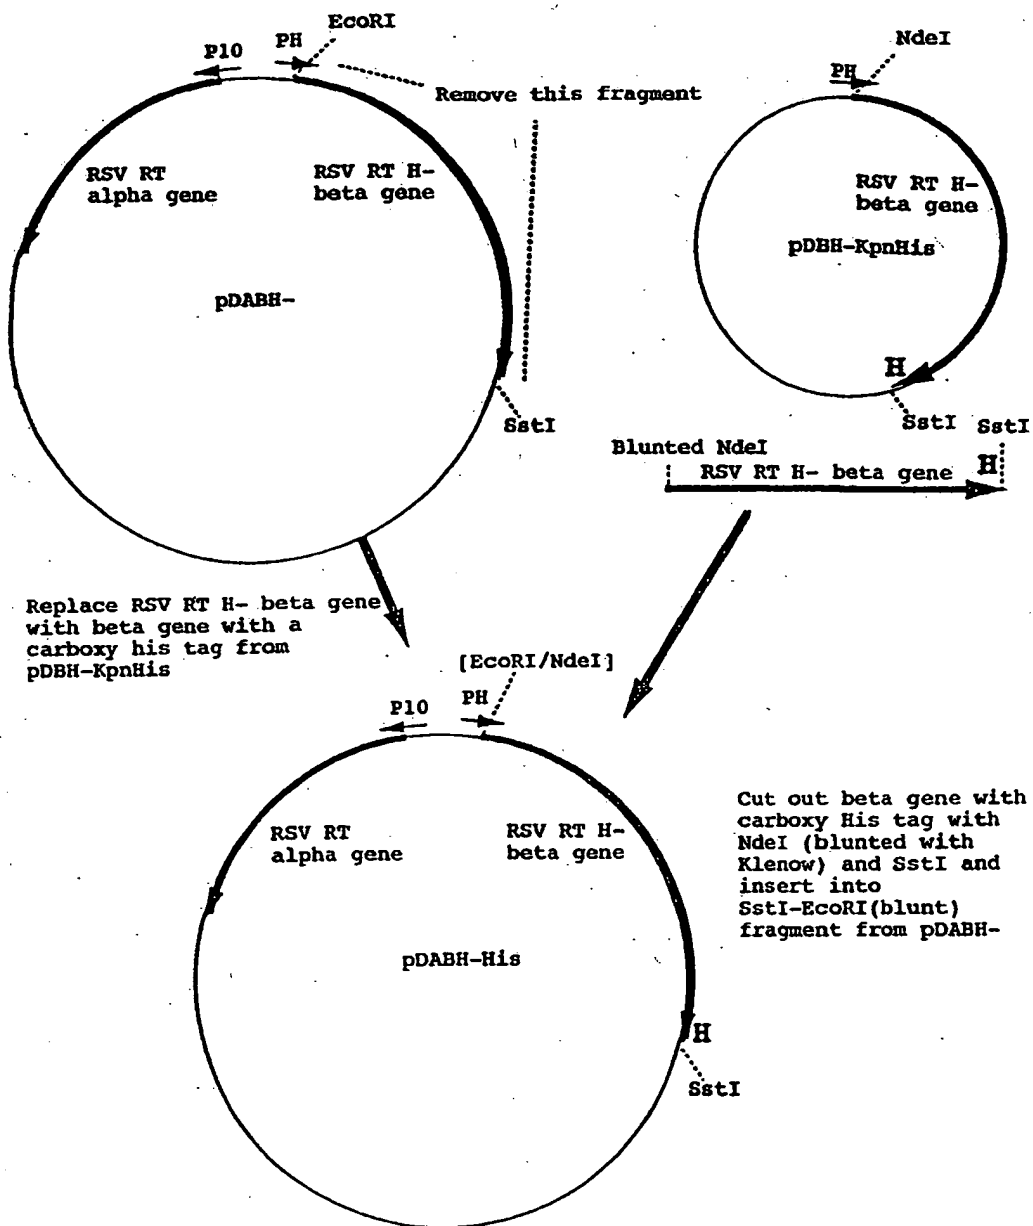 EcoRI
P10
PH
Remove this fragment
RSV RT
alpha gene
RSV RT H-
beta gene
pDABH-
SstI
NdeI
PH
RSV RT H-
beta gene
pDBH-KpnHis
H
SstI
SstI
Blunted NdeI
RSV RT H- beta gene
H
Replace RSV RT H- beta gene
with beta gene with a
carboxy his tag from
pDBH-KpnHis
[EcoRI/NdeI]
P10
PH
RSV RT
alpha gene
RSV RT H-
beta gene
pDABH-His
H
SstI
Cut out beta gene with
carboxy His tag with
NdeI (blunted with
Klenow) and SstI and
insert into
SstI-EcoRI(blunt)
fragment from pDABH-